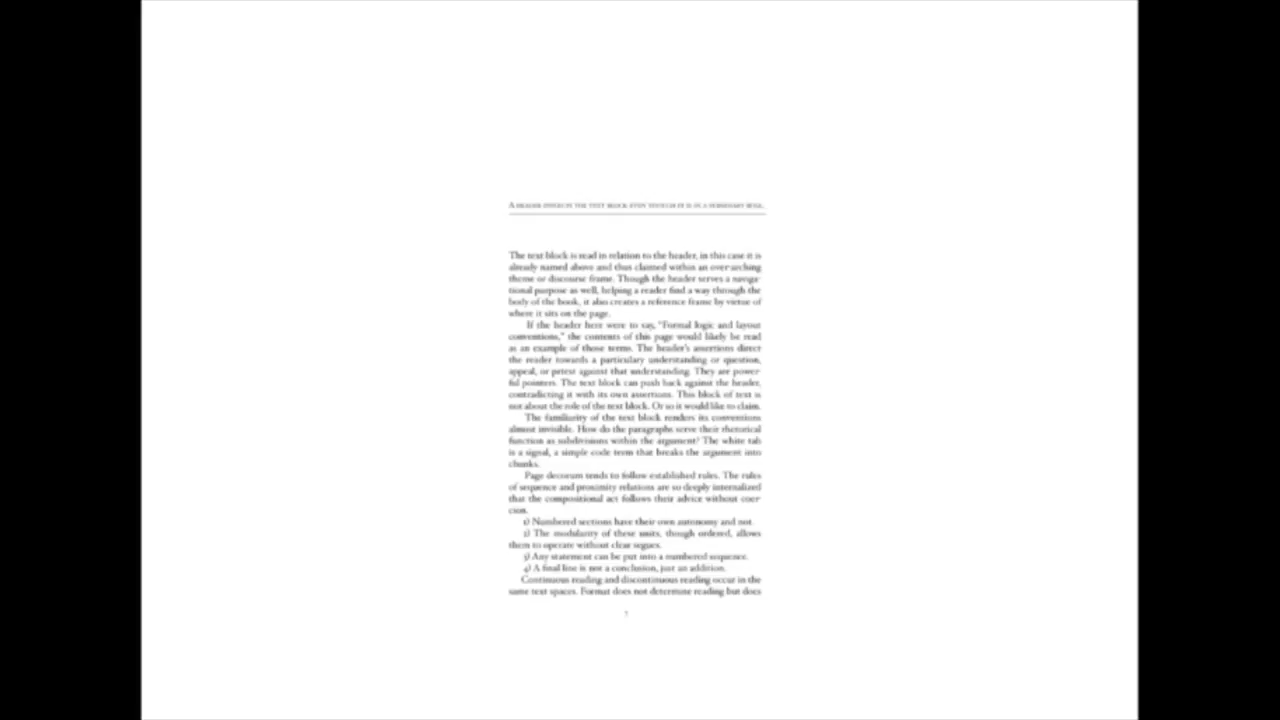 A HEADER EFFECTS THE TEXT BLOCK EVEN THOUGH IT IS IN A SUBSIDIARY ROLE.
The text block is read in relation to the header, in this case it is
already named above and thus claimed within an over-arching
theme or discourse frame. Though the header serves a naviga-
tional purpose as well, helping a reader find a way through the
body of the book, it also creates a reference frame by virtue of
where it sits on the page.
If the header here were to say, “Formal logic and layout
conventions,” the contents of this page would likely be read
as an example of those terms. The header’s assertions direct
the reader towards a particulary understanding or question,
appeal, or protest against that understanding. They are power-
ful pointers. The text block can push back against the header,
contradicting it with its own assertions. This block of text is
not about the role of the text block. Or so it would like to claim.
The familiarity of the text block renders its conventions
almost invisible. How do the paragraphs serve their rhetorical
function as subdivisions within the argument? The white tab
is a signal, a simple code term that breaks the argument into
chunks.
Page decorum tends to follow established rules. The rules
of sequence and proximity relations are so deeply internalized
that the compositional act follows their advice without coer-
cion.
1) Numbered sections have their own autonomy and not.
2) The modularity of these units, though ordered, allows
them to operate without clear segues.
3) Any statement can be put into a numbered sequence.
4) A final line is not a conclusion, just an addition.
Continuous reading and discontinuous reading occur in the
same text spaces. Format does not determine reading but does